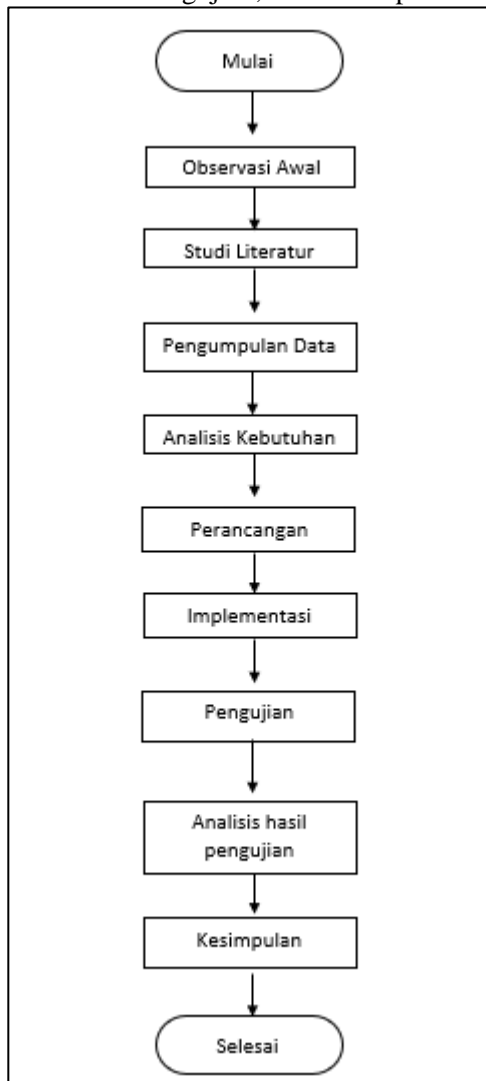 Mulai
Observasi Awal
Studi Literatur
Pengumpulan Data
Analisis Kebutuhan
Perancangan
Implementasi
Pengujian
Analisis hasil
pengujian
Kesimpulan
Selesai